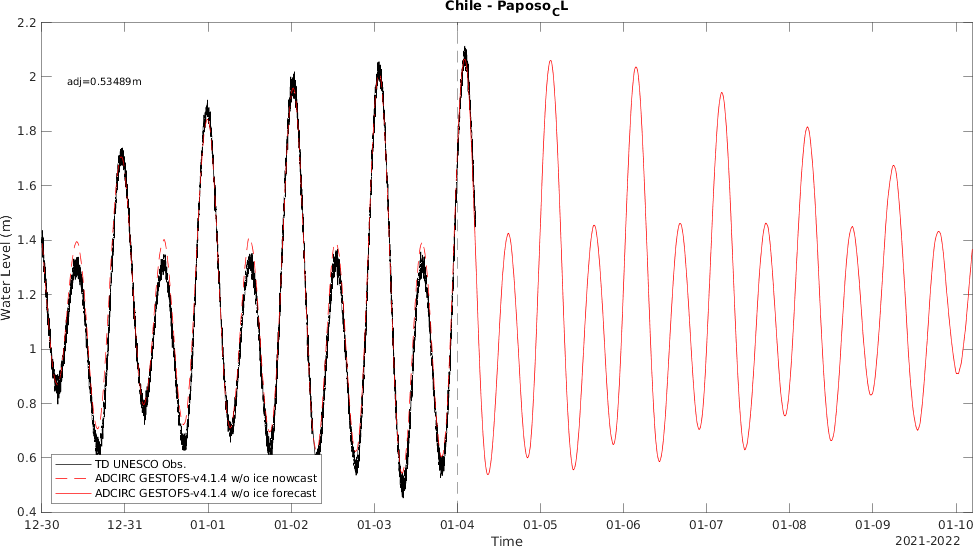 Chile - PaposoCL
2.2
2
1.8
1.6
1.4
1.2
1
0.8
0.6
0.4
Water Level (m)
adj=0.53489m
TD UNESCO Obs.
ADCIRC GESTOFS-v4.1.4 w/o ice nowcast
ADCIRC GESTOFS-v4.1.4 w/o ice forecast
12-30 12-31 01-01 01-02 01-03 01-04 01-05 01-06 01-07 01-08 01-09 01-10
Time
2021-2022